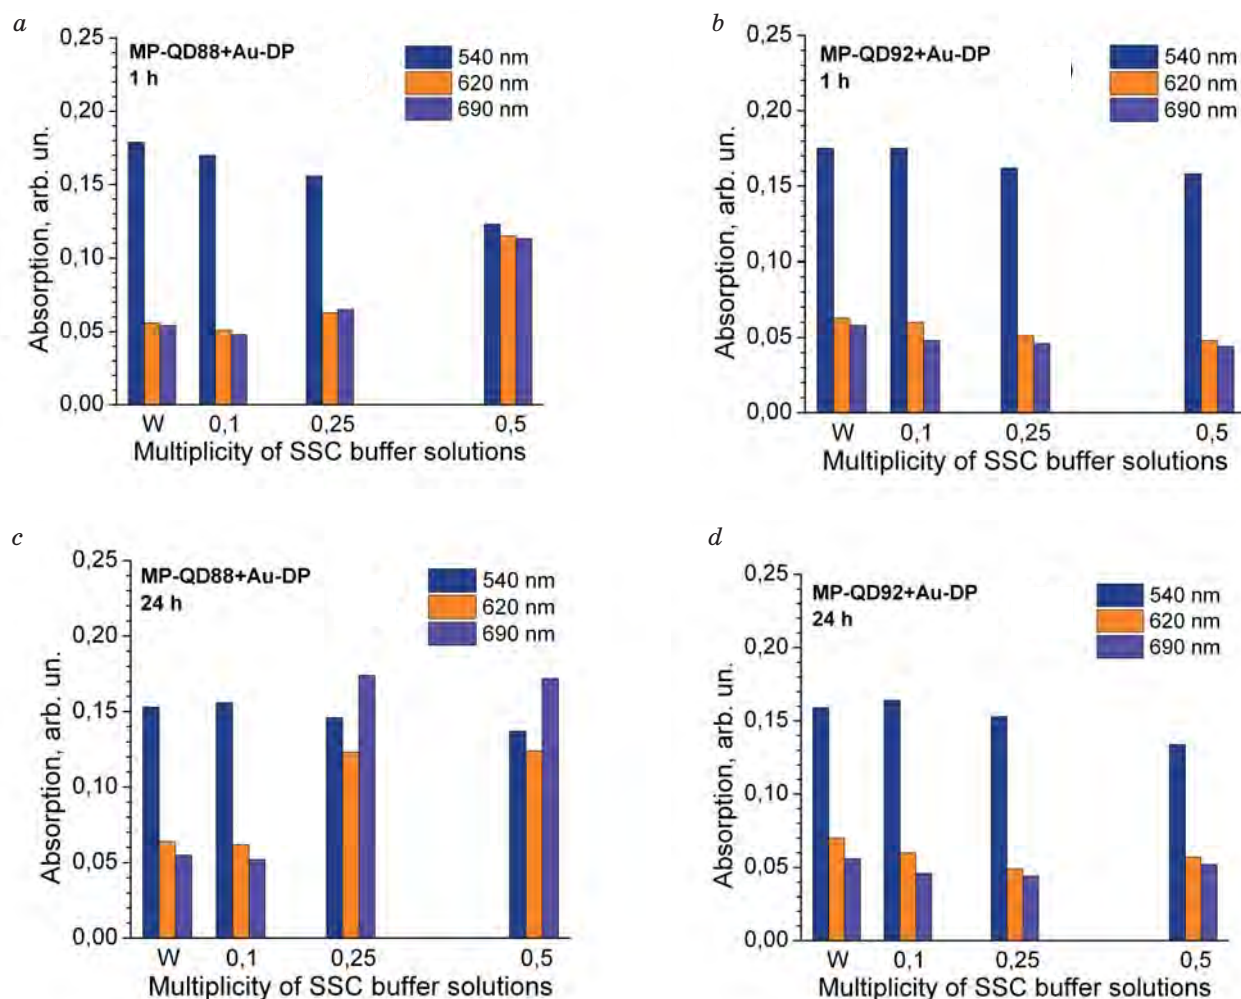 a
MP-QD88+Au-DP
1 h
540 nm
620 nm
690 nm
0,25
0,20
0,15
0,10
0,05
0,00
Absorption, arb. un.
W 0,1 0,25 0,5
Multiplicity of SSC buffer solutions
b
MP-QD92+Au-DP
1 h
540 nm
620 nm
690 nm
0,25
0,20
0,15
0,10
0,05
0,00
Absorption, arb. un.
W 0,1 0,25 0,5
Multiplicity of SSC buffer solutions
c
MP-QD88+Au-DP
24 h
540 nm
620 nm
690 nm
0,25
0,20
0,15
0,10
0,05
0,00
Absorption, arb. un.
W 0,1 0,25 0,5
Multiplicity of SSC buffer solutions
d
MP-QD92+Au-DP
24 h
540 nm
620 nm
690 nm
0,25
0,20
0,15
0,10
0,05
0,00
Absorption, arb. un.
W 0,1 0,25 0,5
Multiplicity of SSC buffer solutions